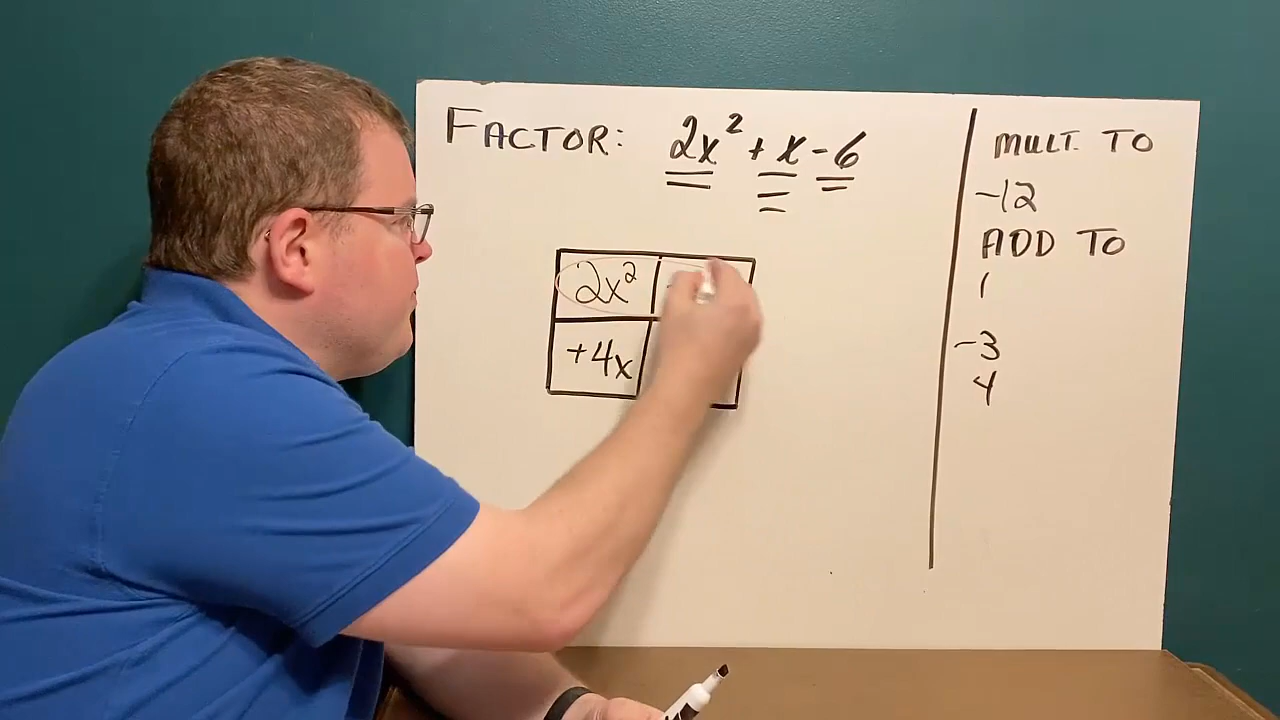 FACTOR: 2x² + x - 6
2x²
+4x
MULT. TO
-12
ADD TO
1
-3
4